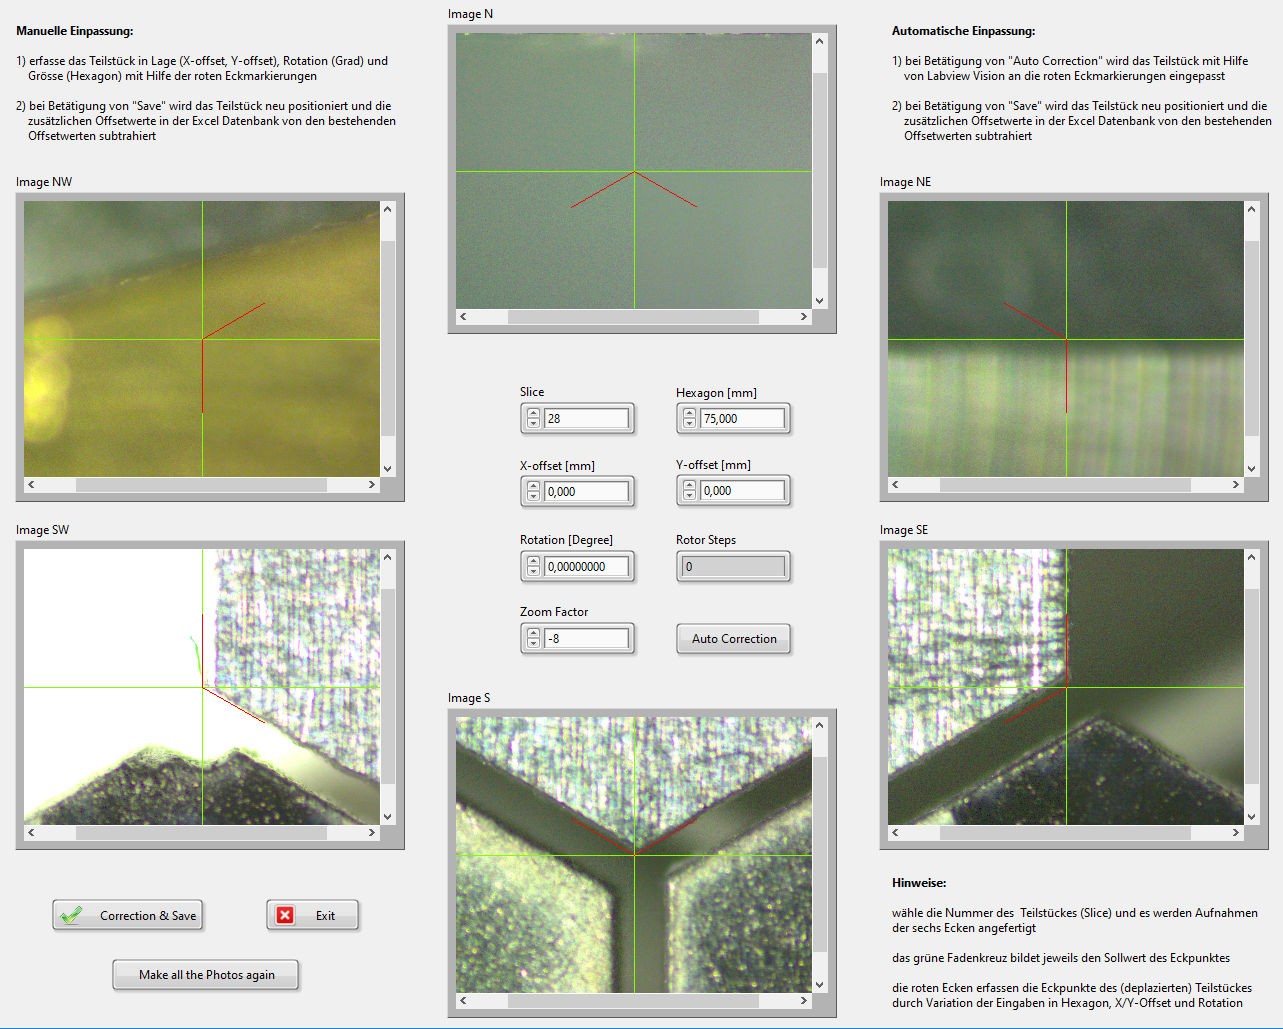 Manuelle Einpassung:
1) erfasse das Teilstück in Lage (X-offset, Y-offset), Rotation (Grad) und
Grösse (Hexagon) mit Hilfe der roten Eckmarkierungen
2) bei Betätigung von "Save" wird das Teilstück neu positioniert und die
zusätzlichen Offsetwerte in der Excel Datenbank von den bestehenden
Offsetwerten subtrahiert
Image N
Automatische Einpassung:
1) bei Betätigung von "Auto Correction" wird das Teilstück mit Hilfe
von Labview Vision an die roten Eckmarkierungen eingepasst
2) bei Betätigung von "Save" wird das Teilstück neu positioniert und die
zusätzlichen Offsetwerte in der Excel Datenbank von den bestehenden
Offsetwerten subtrahiert
Image NW
Image NE
Slice
28
Hexagon [mm]
75,000
X-offset [mm]
0,000
Y-offset [mm]
0,000
Rotation [Degree]
0,00000000
Rotor Steps
0
Zoom Factor
-8
Auto Correction
Image SW
Image SE
Image S
Correction & Save
Exit
Make all the Photos again
Hinweise:
wähle die Nummer des Teilstückes (Slice) und es werden Aufnahmen
der sechs Ecken angefertigt
das grüne Fadenkreuz bildet jeweils den Sollwert des Eckpunktes
die roten Ecken erfassen die Eckpunkte des (deplazierten) Teilstückes
durch Variation der Eingaben in Hexagon, X/Y-Offset und Rotation